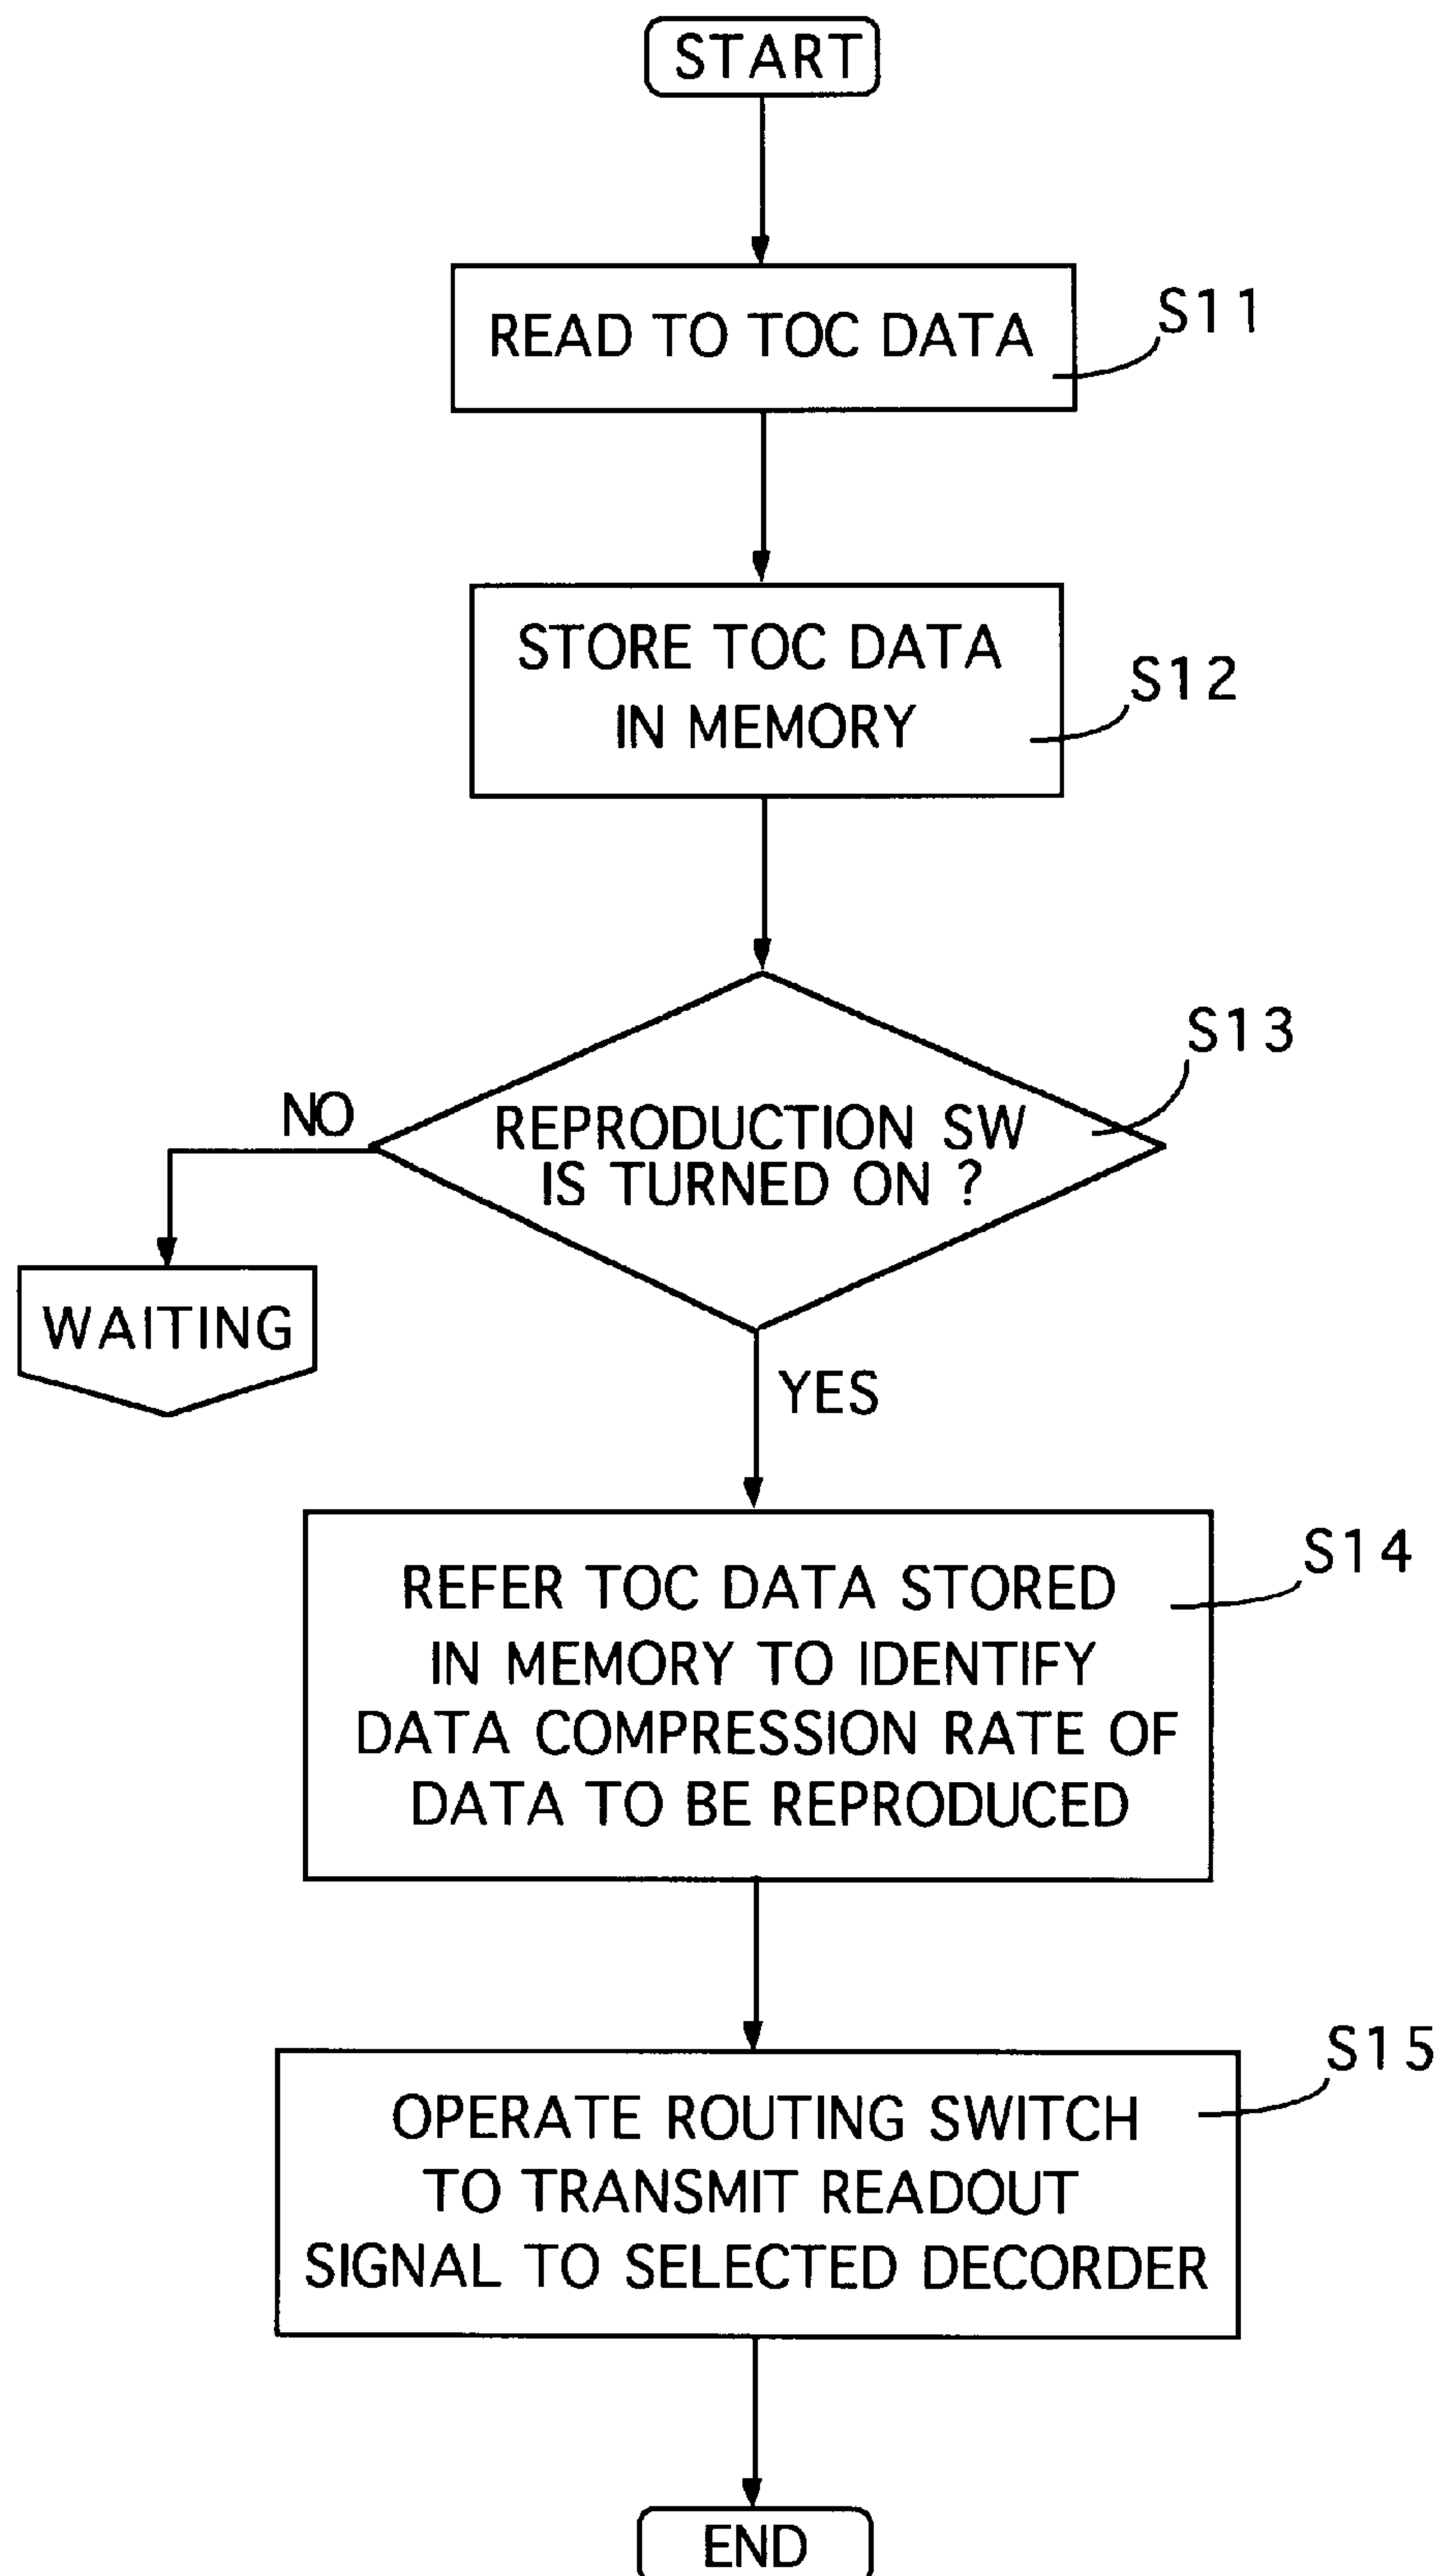 START
READ TO TOC DATA
S11
STORE TOC DATA
IN MEMORY
S12
REPRODUCTION SW
IS TURNED ON ?
S13
NO
WAITING
YES
REFER TOC DATA STORED
IN MEMORY TO IDENTIFY
DATA COMPRESSION RATE OF
DATA TO BE REPRODUCED
S14
OPERATE ROUTING SWITCH
TO TRANSMIT READOUT
SIGNAL TO SELECTED DECORDER
S15
END